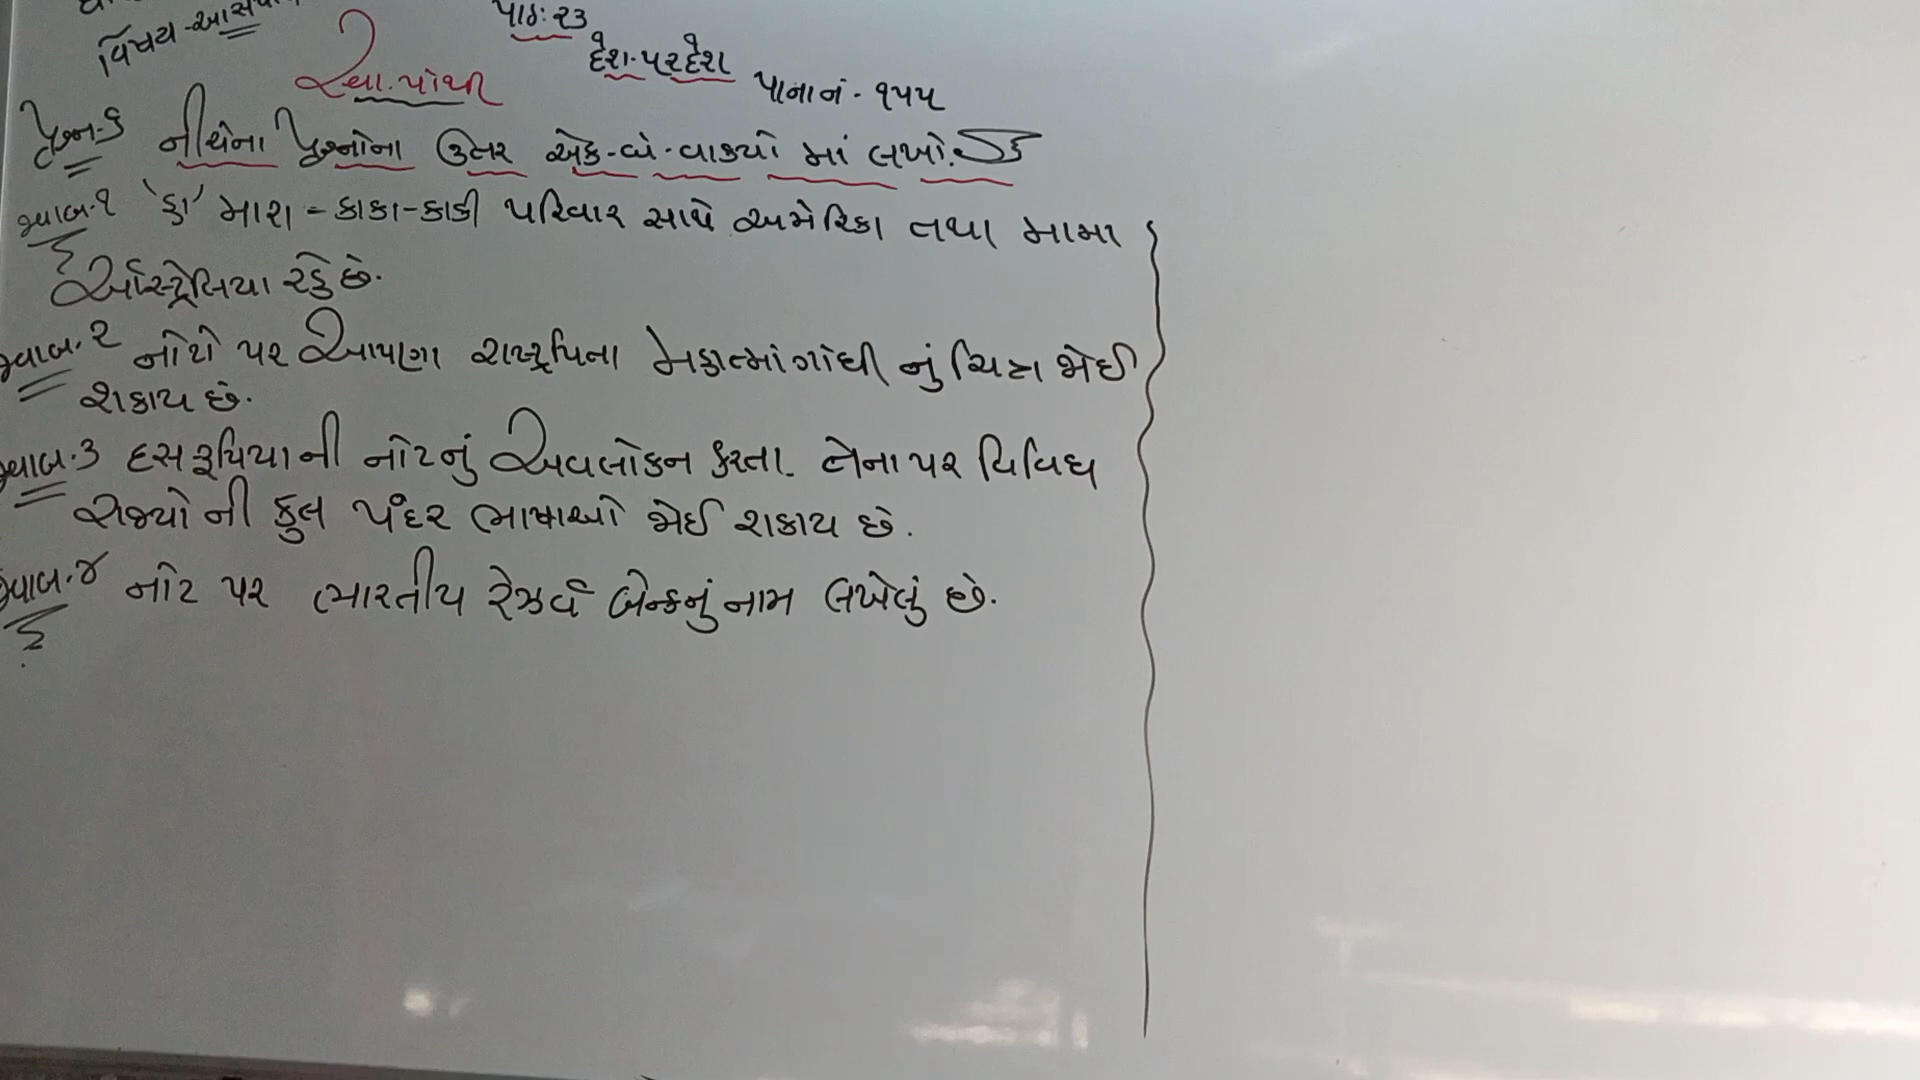 વિષય-આસપાસ
પાઠ: ૨૩
દેશ-પરદેશ
સ્વા.પોથી
પાના નં - ૧૫૫
પ્રશ્ન-૬ નીચેના પ્રશ્નોના ઉત્તર એક-બે-વાક્યો માં લખો.
જવાબ.૧ 'હા' મારા - કાકા-કાકી પરિવાર સાથે અમેરિકા તથા મામા
ઑસ્ટ્રેલિયા રહે છે.
જવાબ.૨ નોટો પર આપણા રાષ્ટ્રપિતા મહાત્માગાંધી નું ચિત્ર જોઈ
શકાય છે.
જવાબ.૩ દસ રૂપિયા ની નોટનું અવલોકન કરતા તેના પર વિવિધ
રાજ્યો ની કુલ પંદર ભાષાઓ જોઈ શકાય છે.
જવાબ.૪ નોટ પર ભારતીય રેઝર્વ બેન્કનું નામ લખેલું છે.